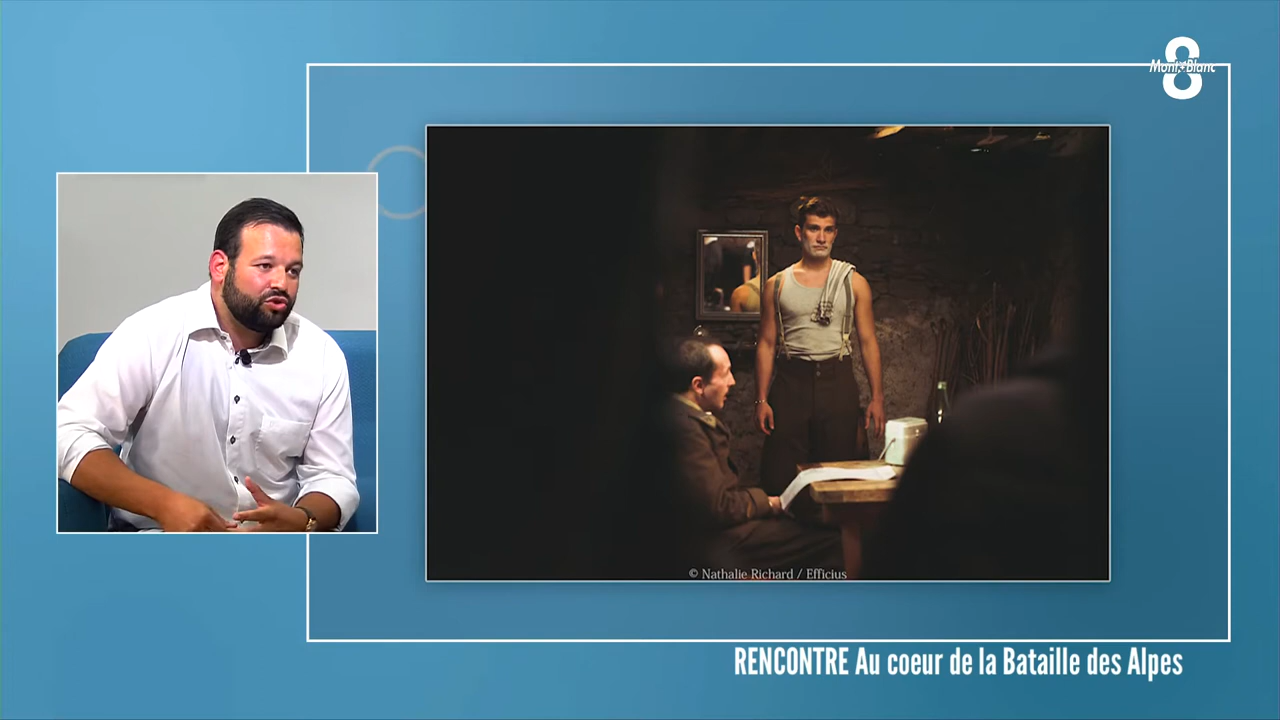 8
Mont Blanc
© Nathalie Richard / Efficius
RENCONTRE Au coeur de la Bataille des Alpes